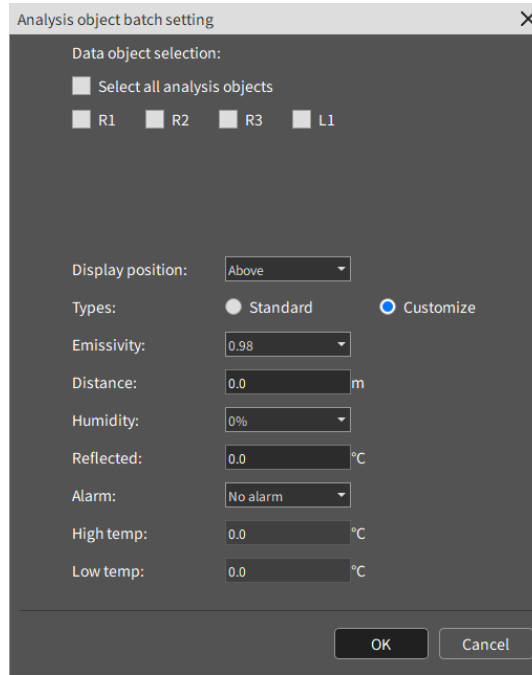 Analysis object batch setting
Data object selection:
Select all analysis objects
R1 R2 R3 L1
Display position: Above
Types: Standard Customize
Emissivity: 0.98
Distance: 0.0 m
Humidity: 0%
Reflected: 0.0 °C
Alarm: No alarm
High temp: 0.0 °C
Low temp: 0.0 °C
OK Cancel